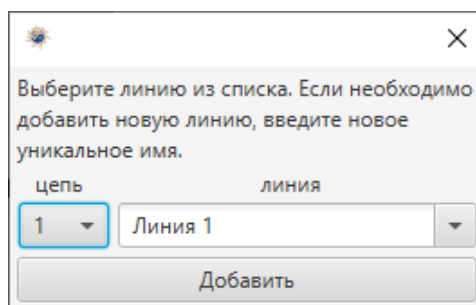 Выберите линию из списка. Если необходимо
добавить новую линию, введите новое
уникальное имя.
цепь линия
1 Линия 1
Добавить